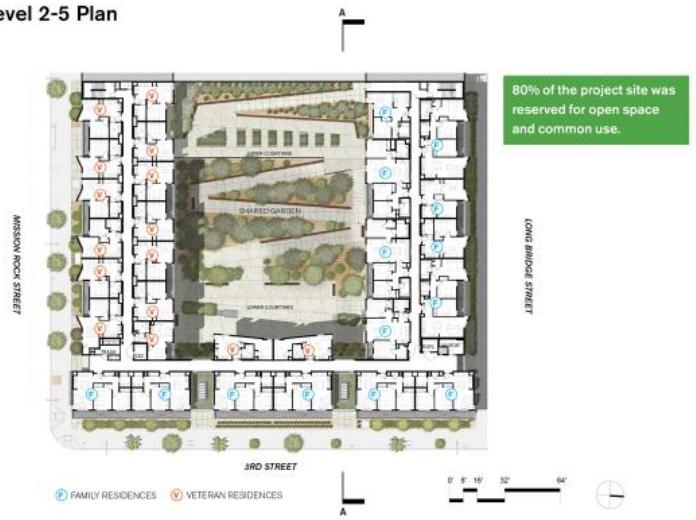 evel 2-5 Plan
A
80% of the project site was
reserved for open space
and common use.
V
V
F
V
F
V
UPPER COURTYARD
V
V
F
V
V
SHARED GARDEN
F
V
V
F
F
V
V
LOWER COURTYARD
F
V
V
F
V
V
MISSION ROCK STREET
LONG BRIDGE STREET
F
F
F
F
F
F
3RD STREET
F FAMILY RESIDENCES
V VETERAN RESIDENCES
A
0' 8' 16' 32' 64'